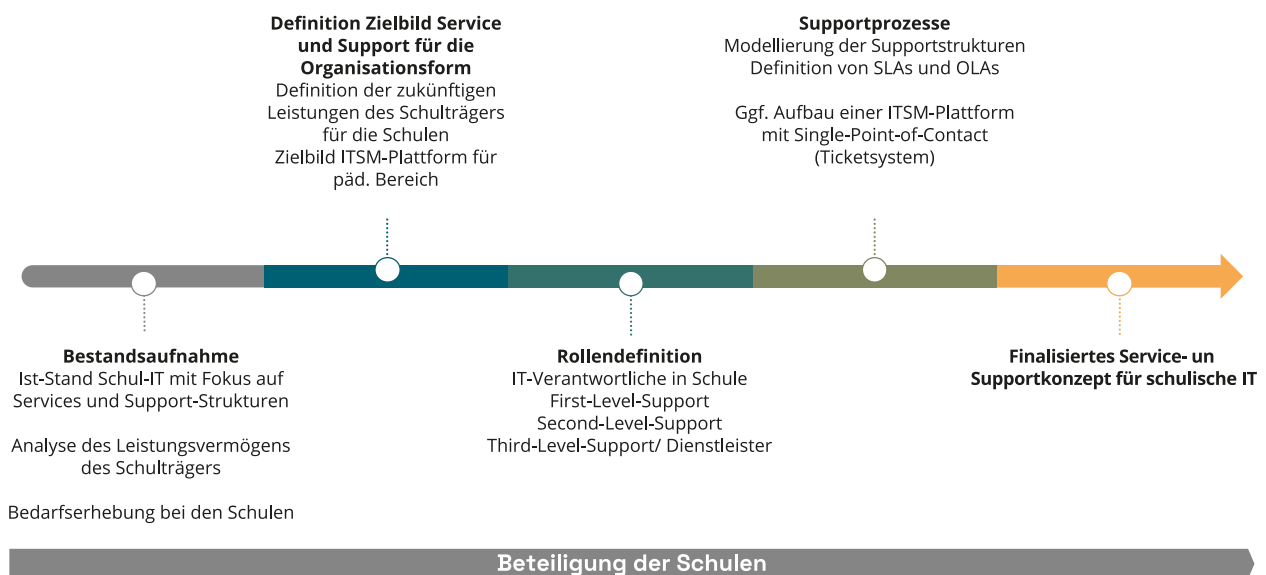 Definition Zielbild Service
und Support für die
Organisationsform
Definition der zukünftigen
Leistungen des Schulträgers
für die Schulen
Zielbild ITSM-Plattform für
päd. Bereich
Supportprozesse
Modellierung der Supportstrukturen
Definition von SLAs und OLAs
Ggf. Aufbau einer ITSM-Plattform
mit Single-Point-of-Contact
(Ticketsystem)
Bestandsaufnahme
Ist-Stand Schul-IT mit Fokus auf
Services und Support-Strukturen
Analyse des Leistungsvermögens
des Schulträgers
Bedarfserhebung bei den Schulen
Rollendefinition
IT-Verantwortliche in Schule
First-Level-Support
Second-Level-Support
Third-Level-Support/ Dienstleister
Finalisiertes Service- un
Supportkonzept für schulische IT
Beteiligung der Schulen